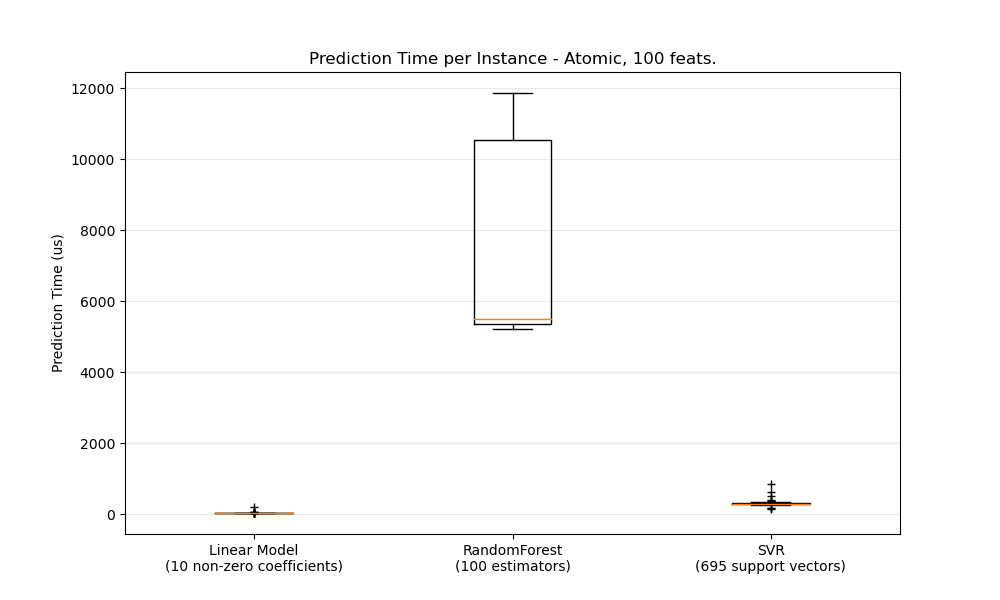 Prediction Time per Instance - Atomic, 100 feats.
Prediction Time (us)
12000
10000
8000
6000
4000
2000
0
Linear Model
(10 non-zero coefficients)
RandomForest
(100 estimators)
SVR
(695 support vectors)